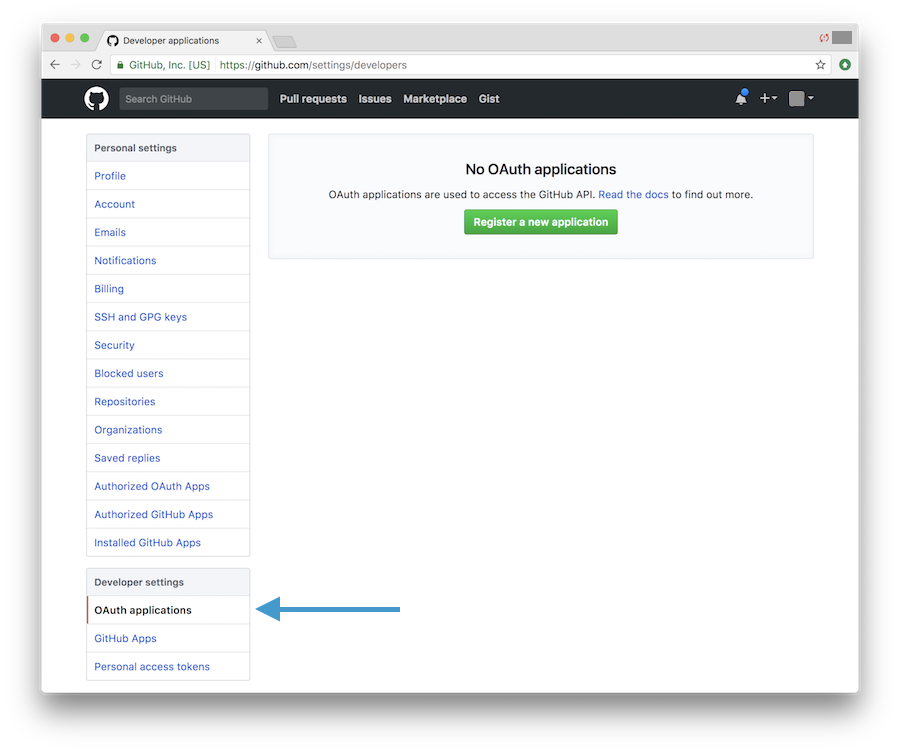 Developer applications
GitHub, Inc. [US] https://github.com/settings/developers
Search GitHub Pull requests Issues Marketplace Gist
Personal settings
Profile
Account
Emails
Notifications
Billing
SSH and GPG keys
Security
Blocked users
Repositories
Organizations
Saved replies
Authorized OAuth Apps
Authorized GitHub Apps
Installed GitHub Apps
Developer settings
OAuth applications
GitHub Apps
Personal access tokens
No OAuth applications
OAuth applications are used to access the GitHub API. Read the docs to find out more.
Register a new application